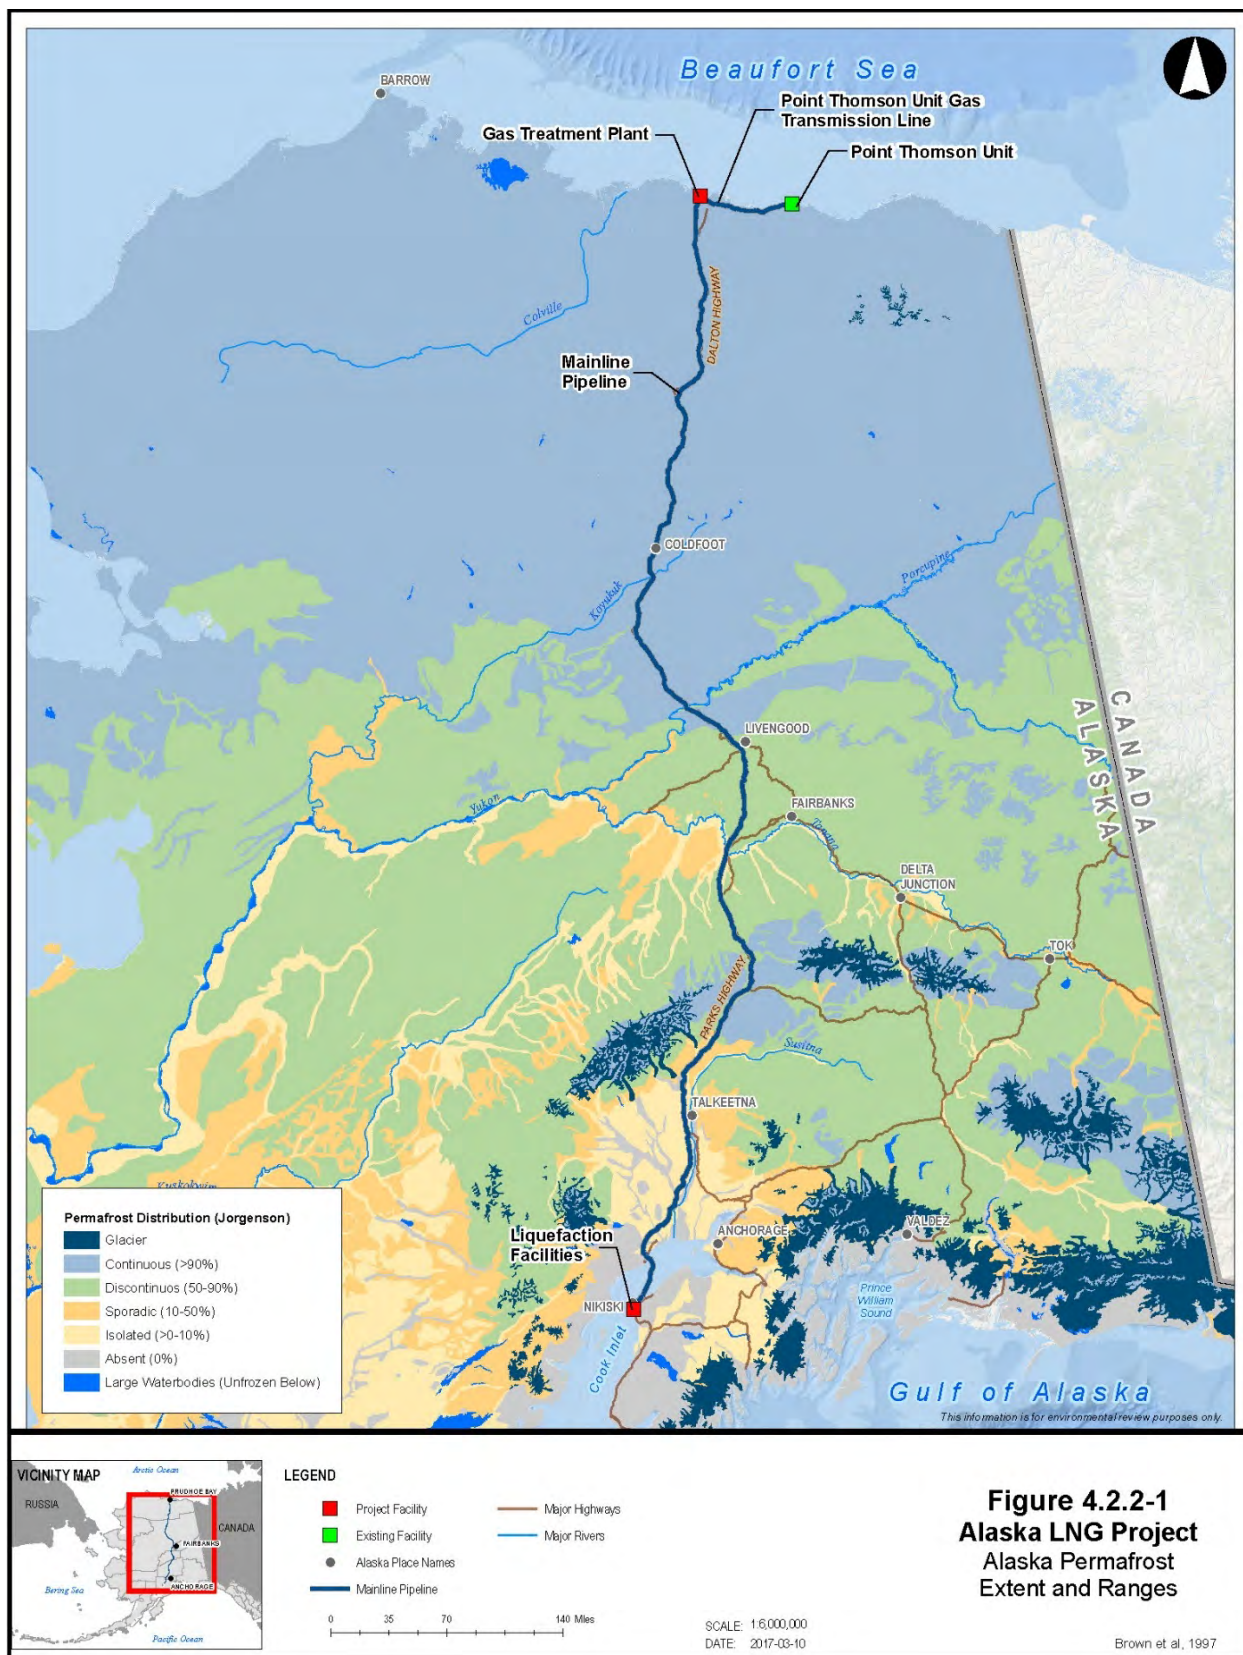 Beaufort Sea
BARROW
Point Thomson Unit Gas
Transmission Line
Gas Treatment Plant
Point Thomson Unit
Colville
DALTON HIGHWAY
Mainline
Pipeline
COLDFOOT
Koyukuk
Porcupine
CANADA
ALASKA
LIVENGOOD
Yukon
FAIRBANKS
Tanana
DELTA
JUNCTION
TOK
PARKS HIGHWAY
Susitna
TALKEETNA
Kuskokwim
Liquefaction
Facilities
ANCHORAGE
VALDEZ
NIKISKI
Prince
William
Sound
Cook Inlet
Gulf of Alaska
This information is for environmental review purposes only.
Permafrost Distribution (Jorgenson)
Glacier
Continuous (>90%)
Discontinuos (50-90%)
Sporadic (10-50%)
Isolated (>0-10%)
Absent (0%)
Large Waterbodies (Unfrozen Below)
VICINITY MAP
Arctic Ocean
PRUDHOE BAY
RUSSIA
CANADA
FAIRBANKS
Bering Sea
ANCHORAGE
Pacific Ocean
LEGEND
Project Facility
Major Highways
Existing Facility
Major Rivers
Alaska Place Names
Mainline Pipeline
0 35 70 140 Miles
SCALE: 1:6,000,000
DATE: 2017-03-10
Figure 4.2.2-1
Alaska LNG Project
Alaska Permafrost
Extent and Ranges
Brown et al, 1997